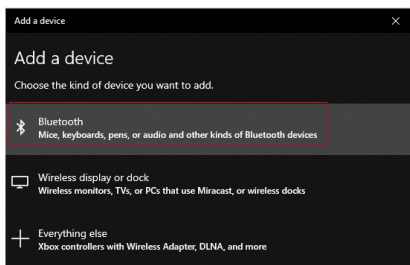 Add a device
Add a device
Choose the kind of device you want to add.
Bluetooth
Mice, keyboards, pens, or audio and other kinds of Bluetooth devices
Wireless display or dock
Wireless monitors, TVs, or PCs that use Miracast, or wireless docks
Everything else
Xbox controllers with Wireless Adapter, DLNA, and more